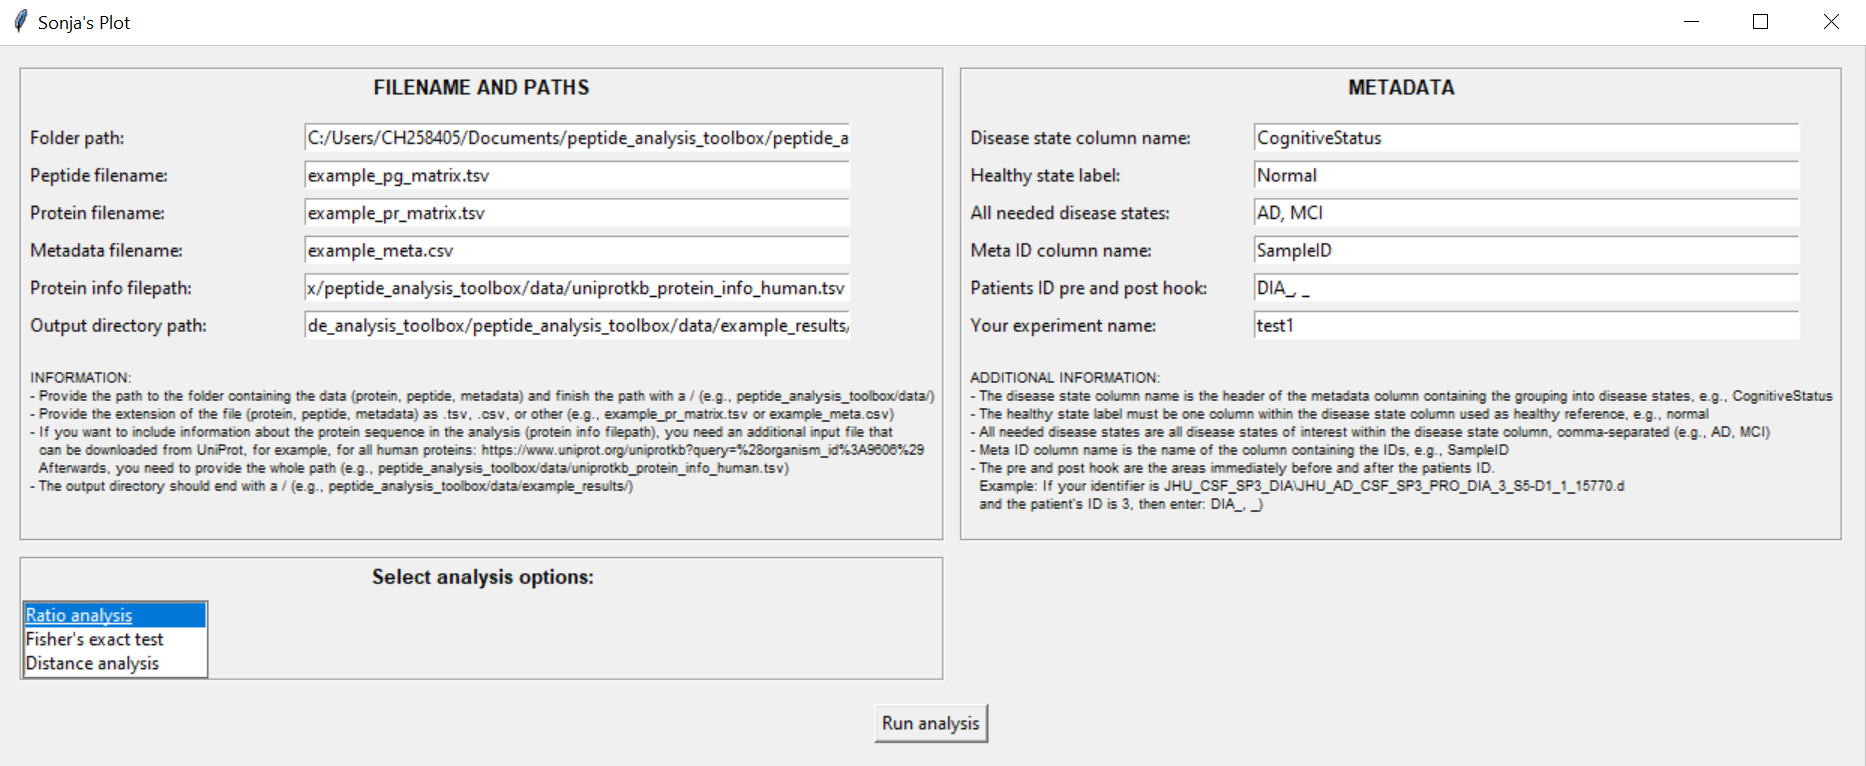 Sonja's Plot
FILENAME AND PATHS
Folder path: C:/Users/CH258405/Documents/peptide_analysis_toolbox/peptide_a
Peptide filename: example_pg_matrix.tsv
Protein filename: example_pr_matrix.tsv
Metadata filename: example_meta.csv
Protein info filepath: x/peptide_analysis_toolbox/data/uniprotkb_protein_info_human.tsv
Output directory path: de_analysis_toolbox/peptide_analysis_toolbox/data/example_results/
INFORMATION:
- Provide the path to the folder containing the data (protein, peptide, metadata) and finish the path with a / (e.g., peptide_analysis_toolbox/data/)
- Provide the extension of the file (protein, peptide, metadata) as .tsv, .csv, or other (e.g., example_pr_matrix.tsv or example_meta.csv)
- If you want to include information about the protein sequence in the analysis (protein info filepath), you need an additional input file that
can be downloaded from UniProt, for example, for all human proteins: https://www.uniprot.org/uniprotkb?query=%28organism_id%3A9606%29
Afterwards, you need to provide the whole path (e.g., peptide_analysis_toolbox/data/uniprotkb_protein_info_human.tsv)
- The output directory should end with a / (e.g., peptide_analysis_toolbox/data/example_results/)
METADATA
Disease state column name: CognitiveStatus
Healthy state label: Normal
All needed disease states: AD, MCI
Meta ID column name: SampleID
Patients ID pre and post hook: DIA_, _
Your experiment name: test1
ADDITIONAL INFORMATION:
- The disease state column name is the header of the metadata column containing the grouping into disease states, e.g., CognitiveStatus
- The healthy state label must be one column within the disease state column used as healthy reference, e.g., normal
- All needed disease states are all disease states of interest within the disease state column, comma-separated (e.g., AD, MCI)
- Meta ID column name is the name of the column containing the IDs, e.g., SampleID
- The pre and post hook are the areas immediately before and after the patients ID.
Example: If your identifier is JHU_CSF_SP3_DIA\JHU_AD_CSF_SP3_PRO_DIA_3_S5-D1_1_15770.d
and the patient's ID is 3, then enter: DIA_, _)
Select analysis options:
Ratio analysis
Fisher's exact test
Distance analysis
Run analysis